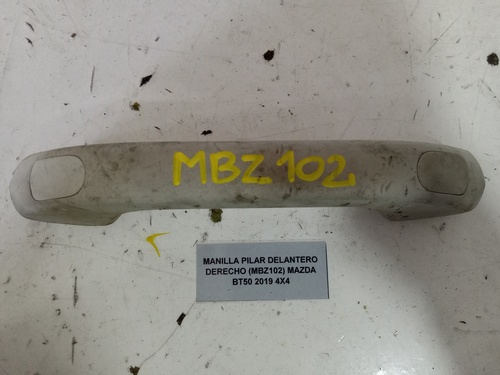 MBZ 102
MANILLA PILAR DELANTERO
DERECHO (MBZ102) MAZDA
BT50 2019 4X4